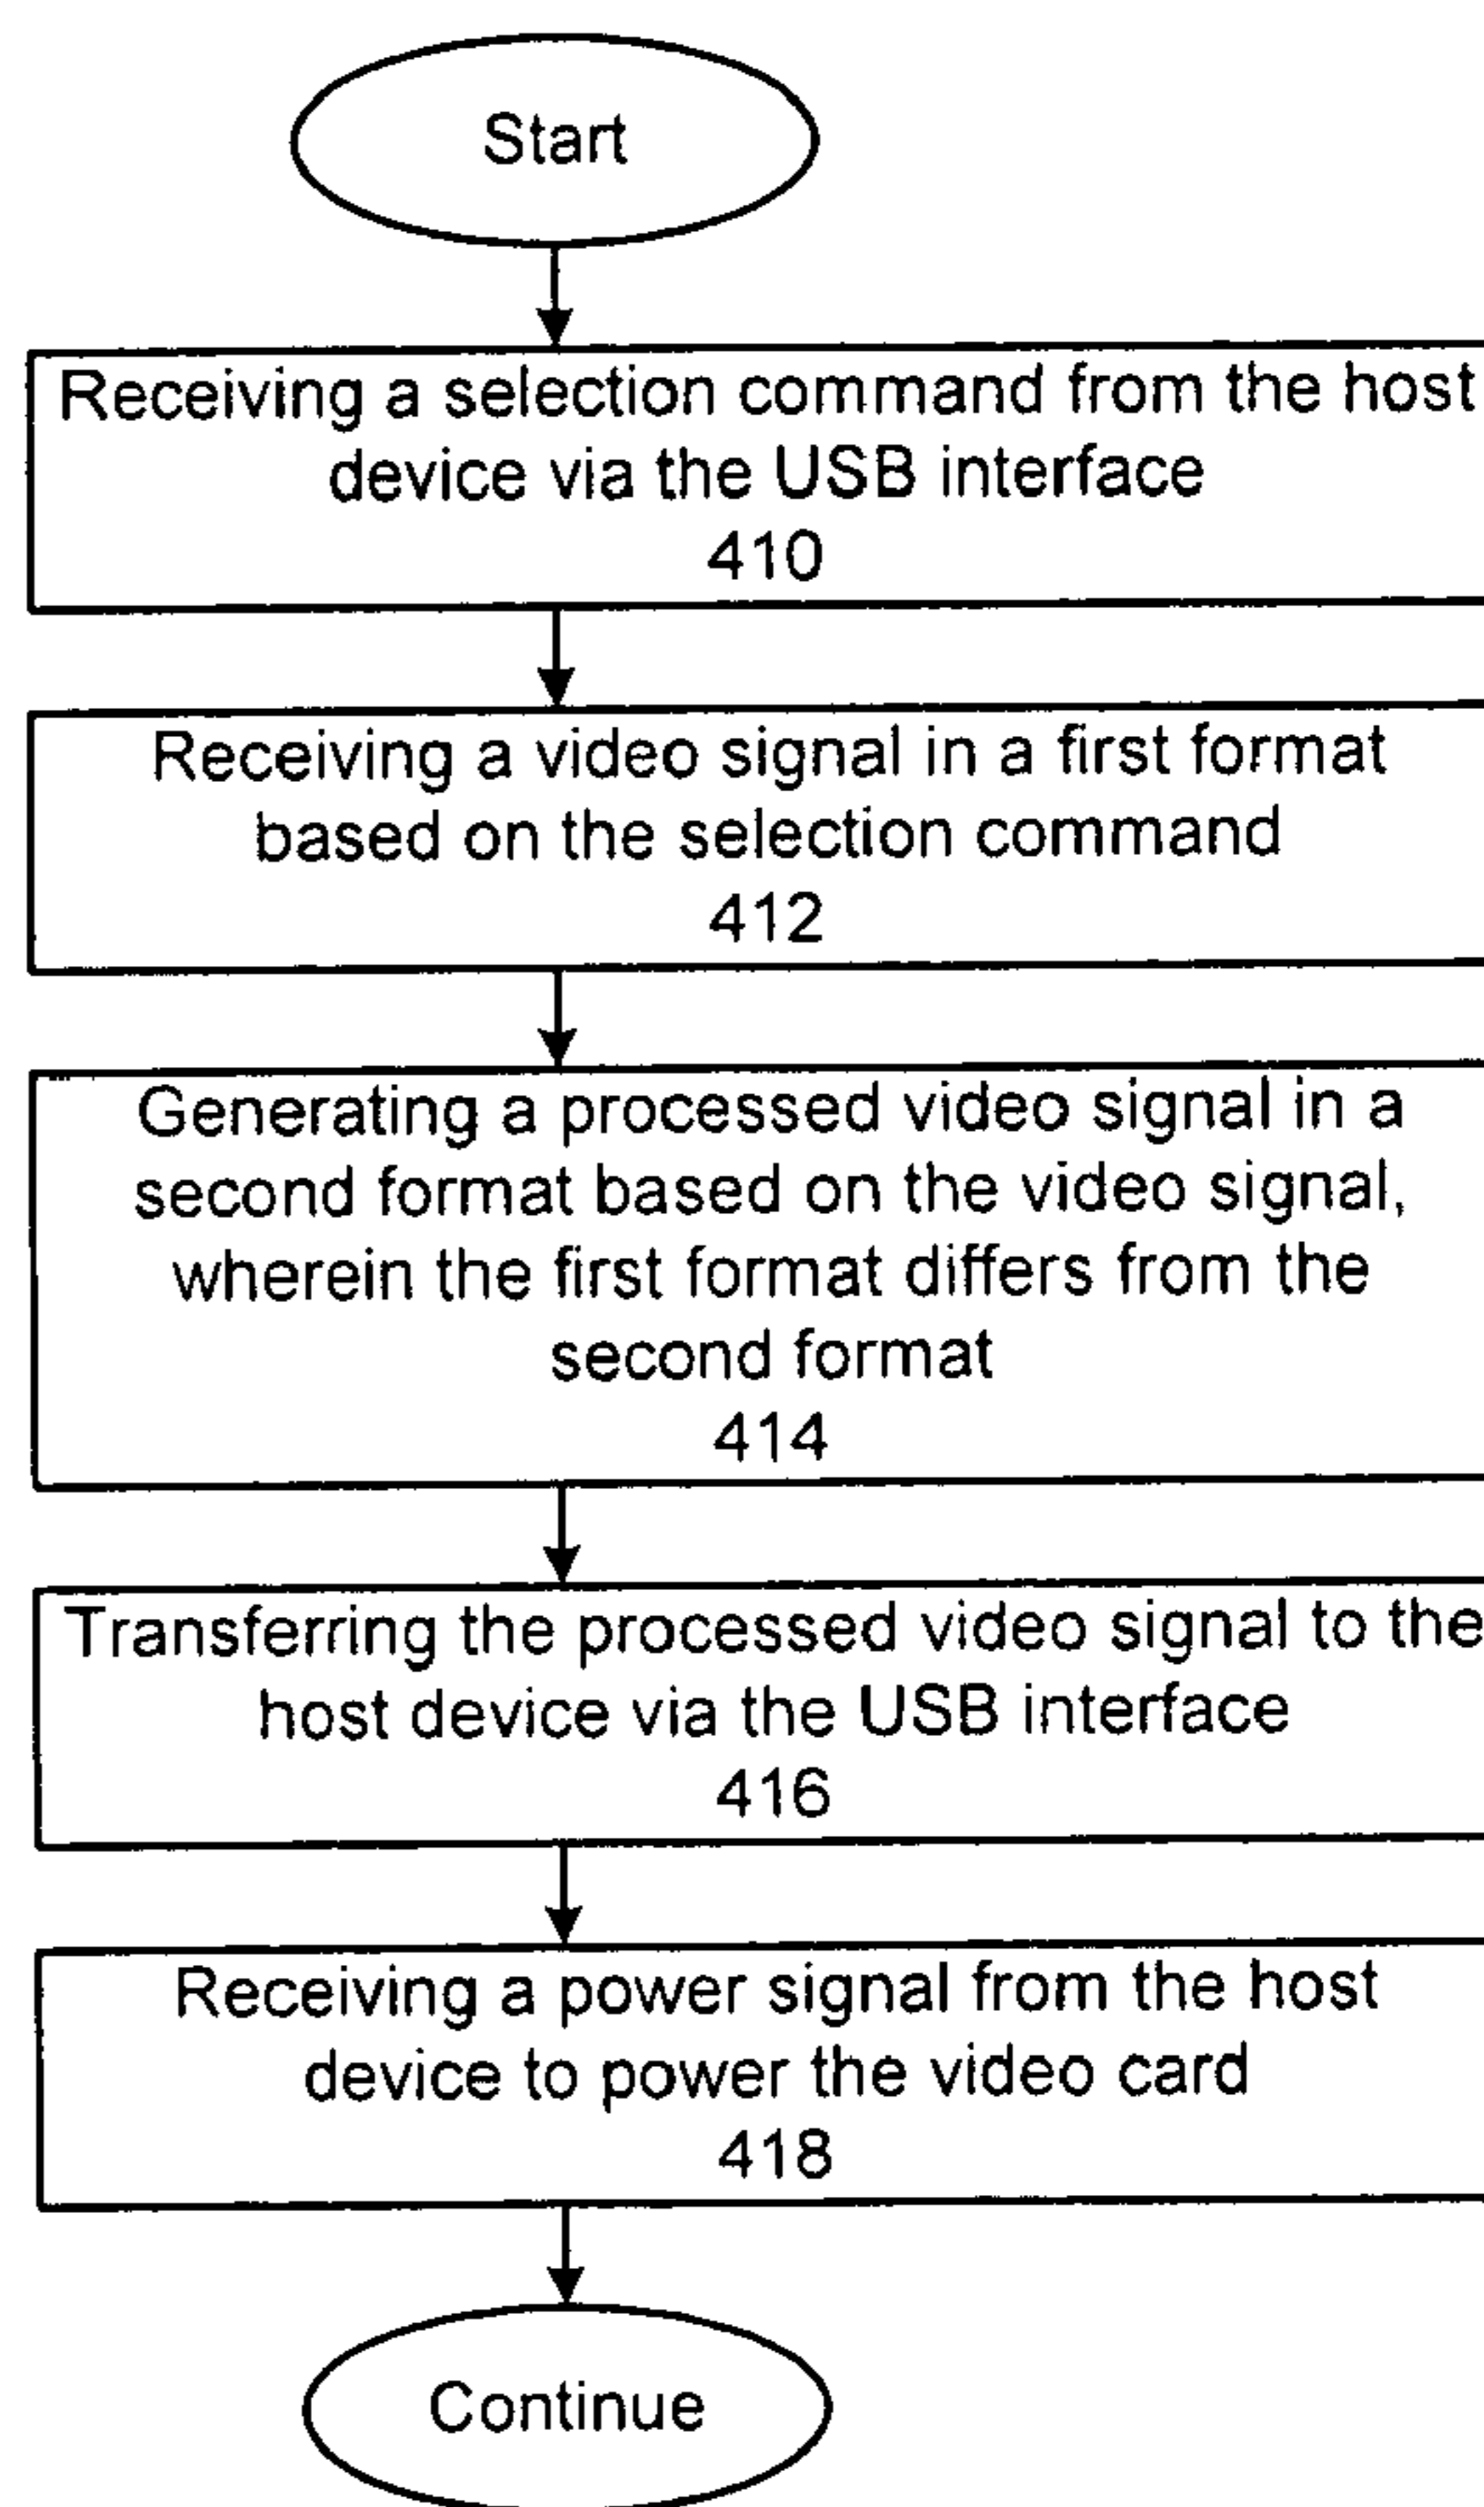 Start
Receiving a selection command from the host
device via the USB interface
410
Receiving a video signal in a first format
based on the selection command
412
Generating a processed video signal in a
second format based on the video signal,
wherein the first format differs from the
second format
414
Transferring the processed video signal to the
host device via the USB interface
416
Receiving a power signal from the host
device to power the video card
418
Continue